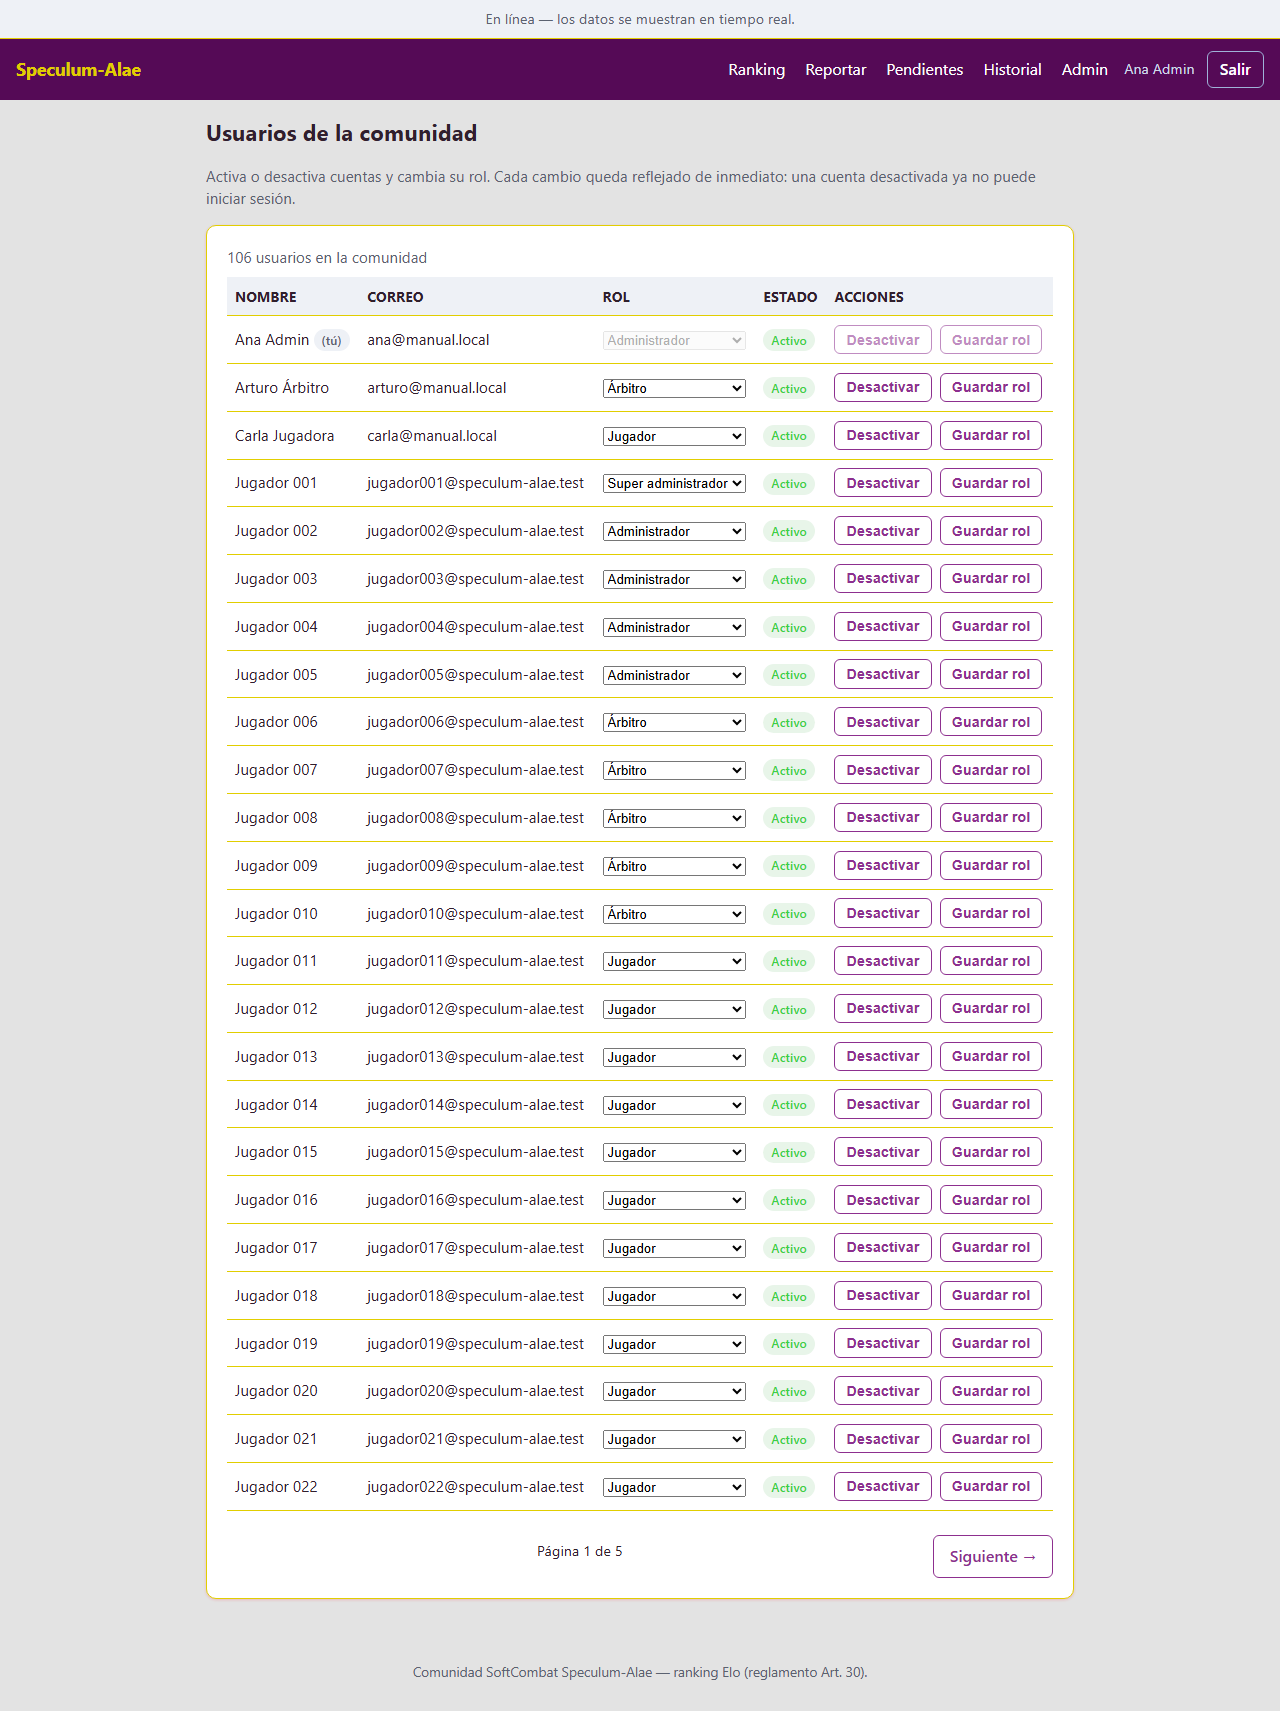 En línea — los datos se muestran en tiempo real.
Speculum-Alae Ranking Reportar Pendientes Historial Admin Ana Admin Salir
Usuarios de la comunidad
Activa o desactiva cuentas y cambia su rol. Cada cambio queda reflejado de inmediato: una cuenta desactivada ya no puede
iniciar sesión.
106 usuarios en la comunidad
NOMBRE CORREO ROL ESTADO ACCIONES
Ana Admin (tú) ana@manual.local Administrador Activo Desactivar Guardar rol
Arturo Árbitro arturo@manual.local Árbitro Activo Desactivar Guardar rol
Carla Jugadora carla@manual.local Jugador Activo Desactivar Guardar rol
Jugador 001 jugador001@speculum-alae.test Super administrador Activo Desactivar Guardar rol
Jugador 002 jugador002@speculum-alae.test Administrador Activo Desactivar Guardar rol
Jugador 003 jugador003@speculum-alae.test Administrador Activo Desactivar Guardar rol
Jugador 004 jugador004@speculum-alae.test Administrador Activo Desactivar Guardar rol
Jugador 005 jugador005@speculum-alae.test Administrador Activo Desactivar Guardar rol
Jugador 006 jugador006@speculum-alae.test Árbitro Activo Desactivar Guardar rol
Jugador 007 jugador007@speculum-alae.test Árbitro Activo Desactivar Guardar rol
Jugador 008 jugador008@speculum-alae.test Árbitro Activo Desactivar Guardar rol
Jugador 009 jugador009@speculum-alae.test Árbitro Activo Desactivar Guardar rol
Jugador 010 jugador010@speculum-alae.test Árbitro Activo Desactivar Guardar rol
Jugador 011 jugador011@speculum-alae.test Jugador Activo Desactivar Guardar rol
Jugador 012 jugador012@speculum-alae.test Jugador Activo Desactivar Guardar rol
Jugador 013 jugador013@speculum-alae.test Jugador Activo Desactivar Guardar rol
Jugador 014 jugador014@speculum-alae.test Jugador Activo Desactivar Guardar rol
Jugador 015 jugador015@speculum-alae.test Jugador Activo Desactivar Guardar rol
Jugador 016 jugador016@speculum-alae.test Jugador Activo Desactivar Guardar rol
Jugador 017 jugador017@speculum-alae.test Jugador Activo Desactivar Guardar rol
Jugador 018 jugador018@speculum-alae.test Jugador Activo Desactivar Guardar rol
Jugador 019 jugador019@speculum-alae.test Jugador Activo Desactivar Guardar rol
Jugador 020 jugador020@speculum-alae.test Jugador Activo Desactivar Guardar rol
Jugador 021 jugador021@speculum-alae.test Jugador Activo Desactivar Guardar rol
Jugador 022 jugador022@speculum-alae.test Jugador Activo Desactivar Guardar rol
Página 1 de 5 Siguiente →
Comunidad SoftCombat Speculum-Alae — ranking Elo (reglamento Art. 30).